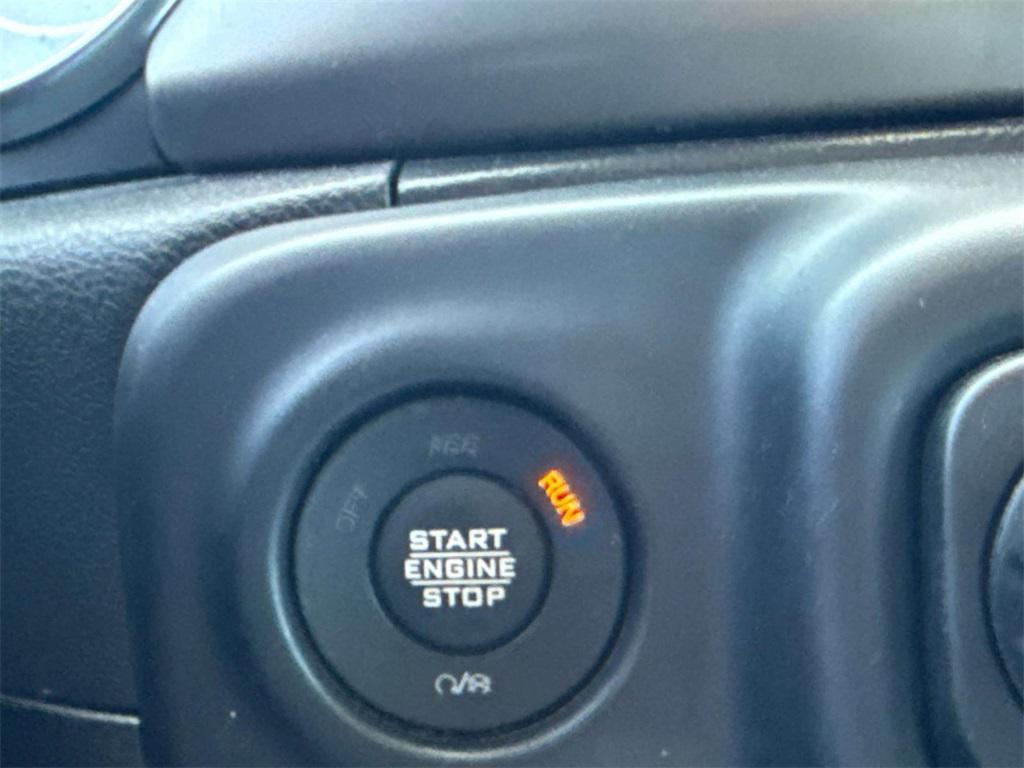 ACC
OFF
RUN
START
ENGINE
STOP